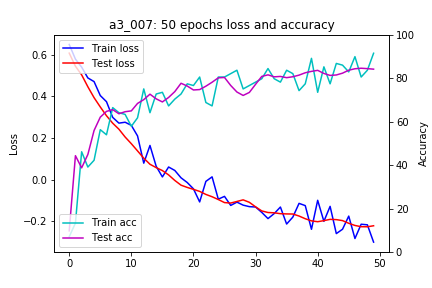 a3_007: 50 epochs loss and accuracy
Train loss
Test loss
Train acc
Test acc
0.6
0.4
0.2
0.0
−0.2
Loss
100
80
60
40
20
0
Accuracy
0
10
20
30
40
50